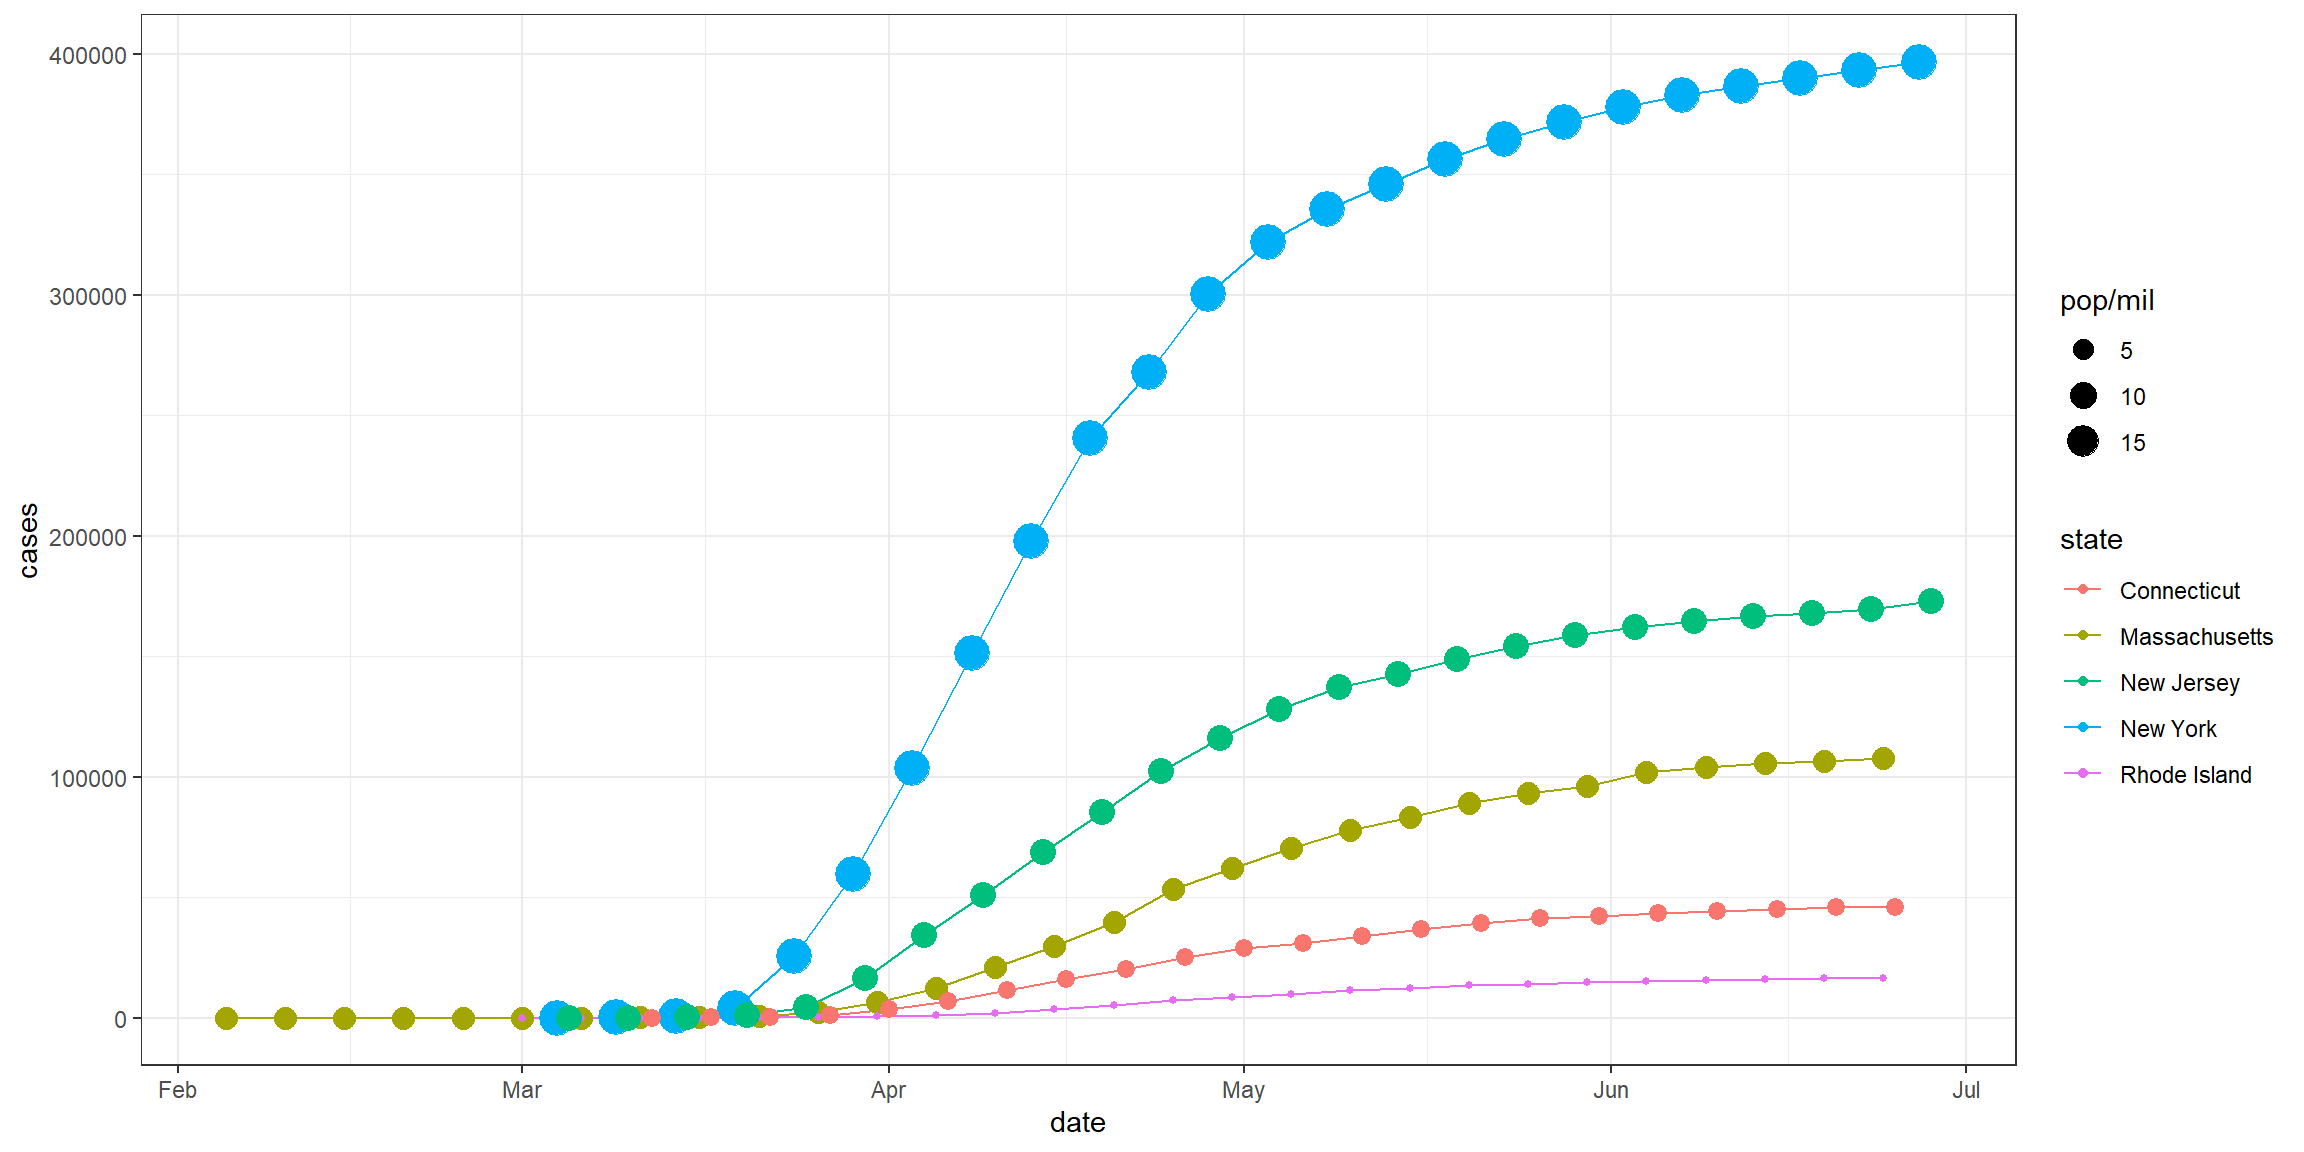 400000
300000
200000
100000
0
cases
Feb
Mar
Apr
May
Jun
Jul
date
pop/mil
5
10
15
state
Connecticut
Massachusetts
New Jersey
New York
Rhode Island